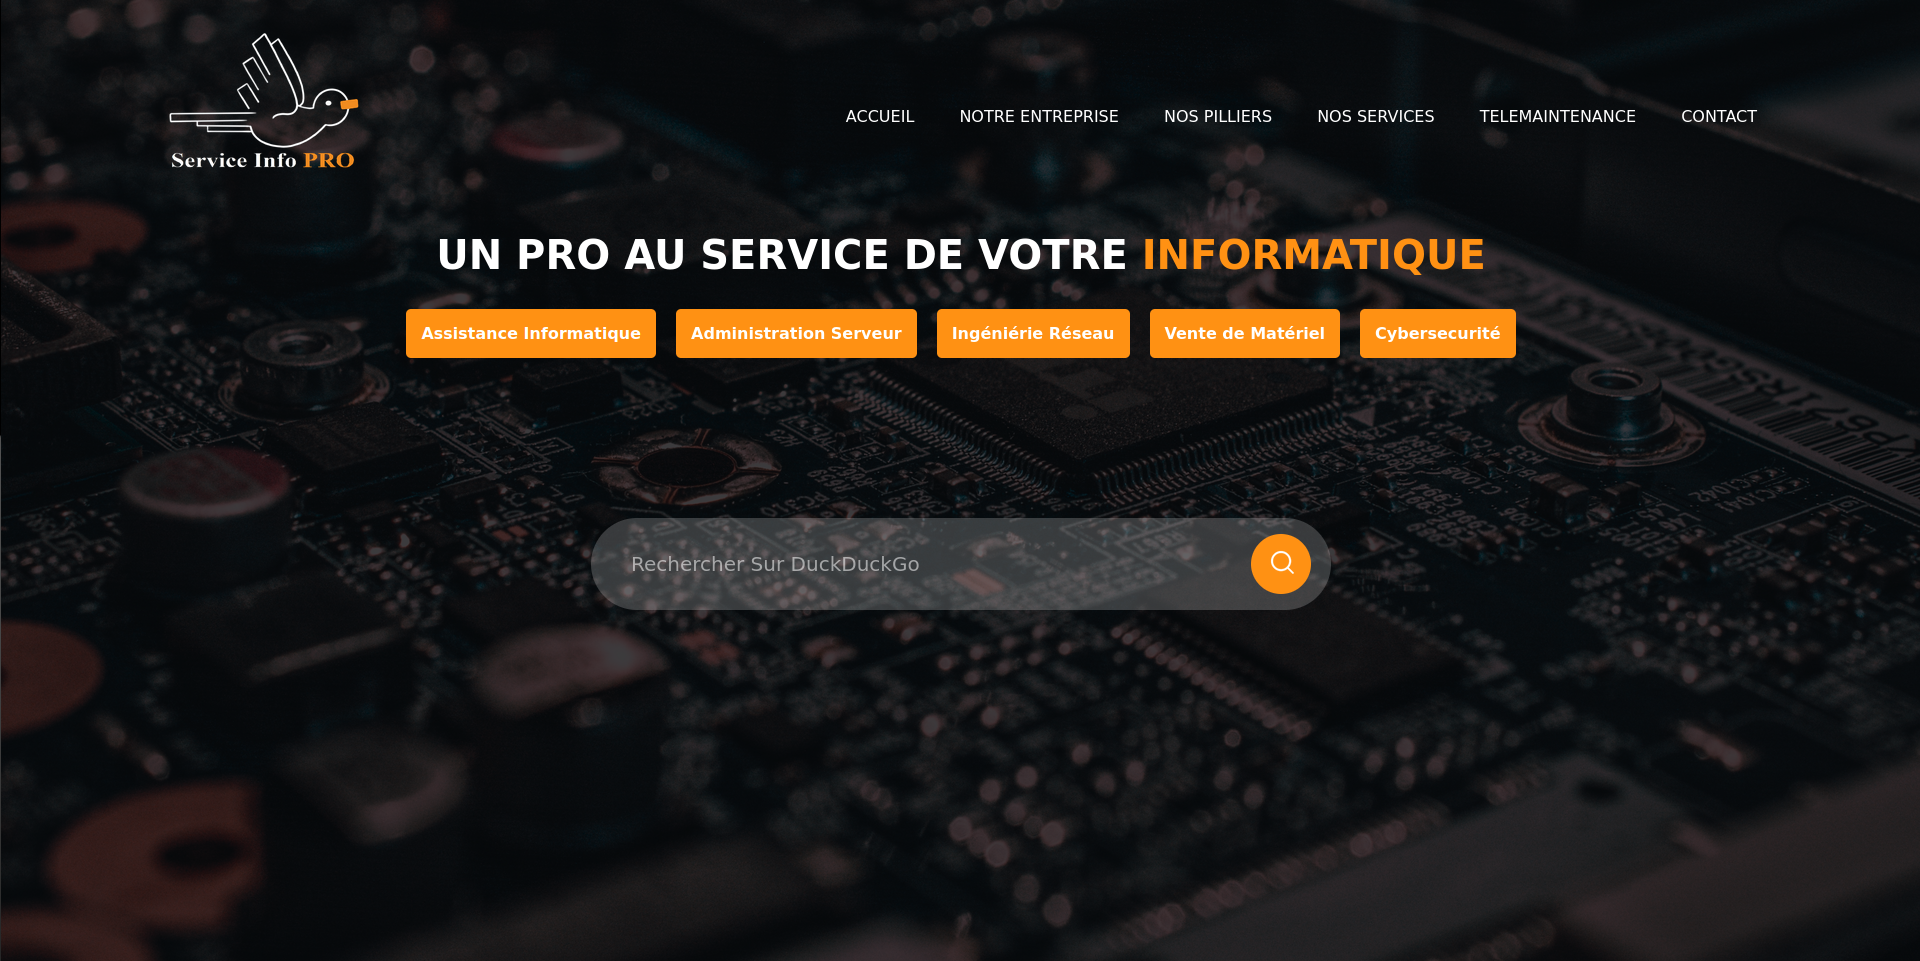 Service Info PRO
ACCUEIL NOTRE ENTREPRISE NOS PILLIERS NOS SERVICES TELEMAINTENANCE CONTACT
UN PRO AU SERVICE DE VOTRE INFORMATIQUE
Assistance Informatique Administration Serveur Ingéniérie Réseau Vente de Matériel Cybersecurité
Rechercher Sur DuckDuckGo